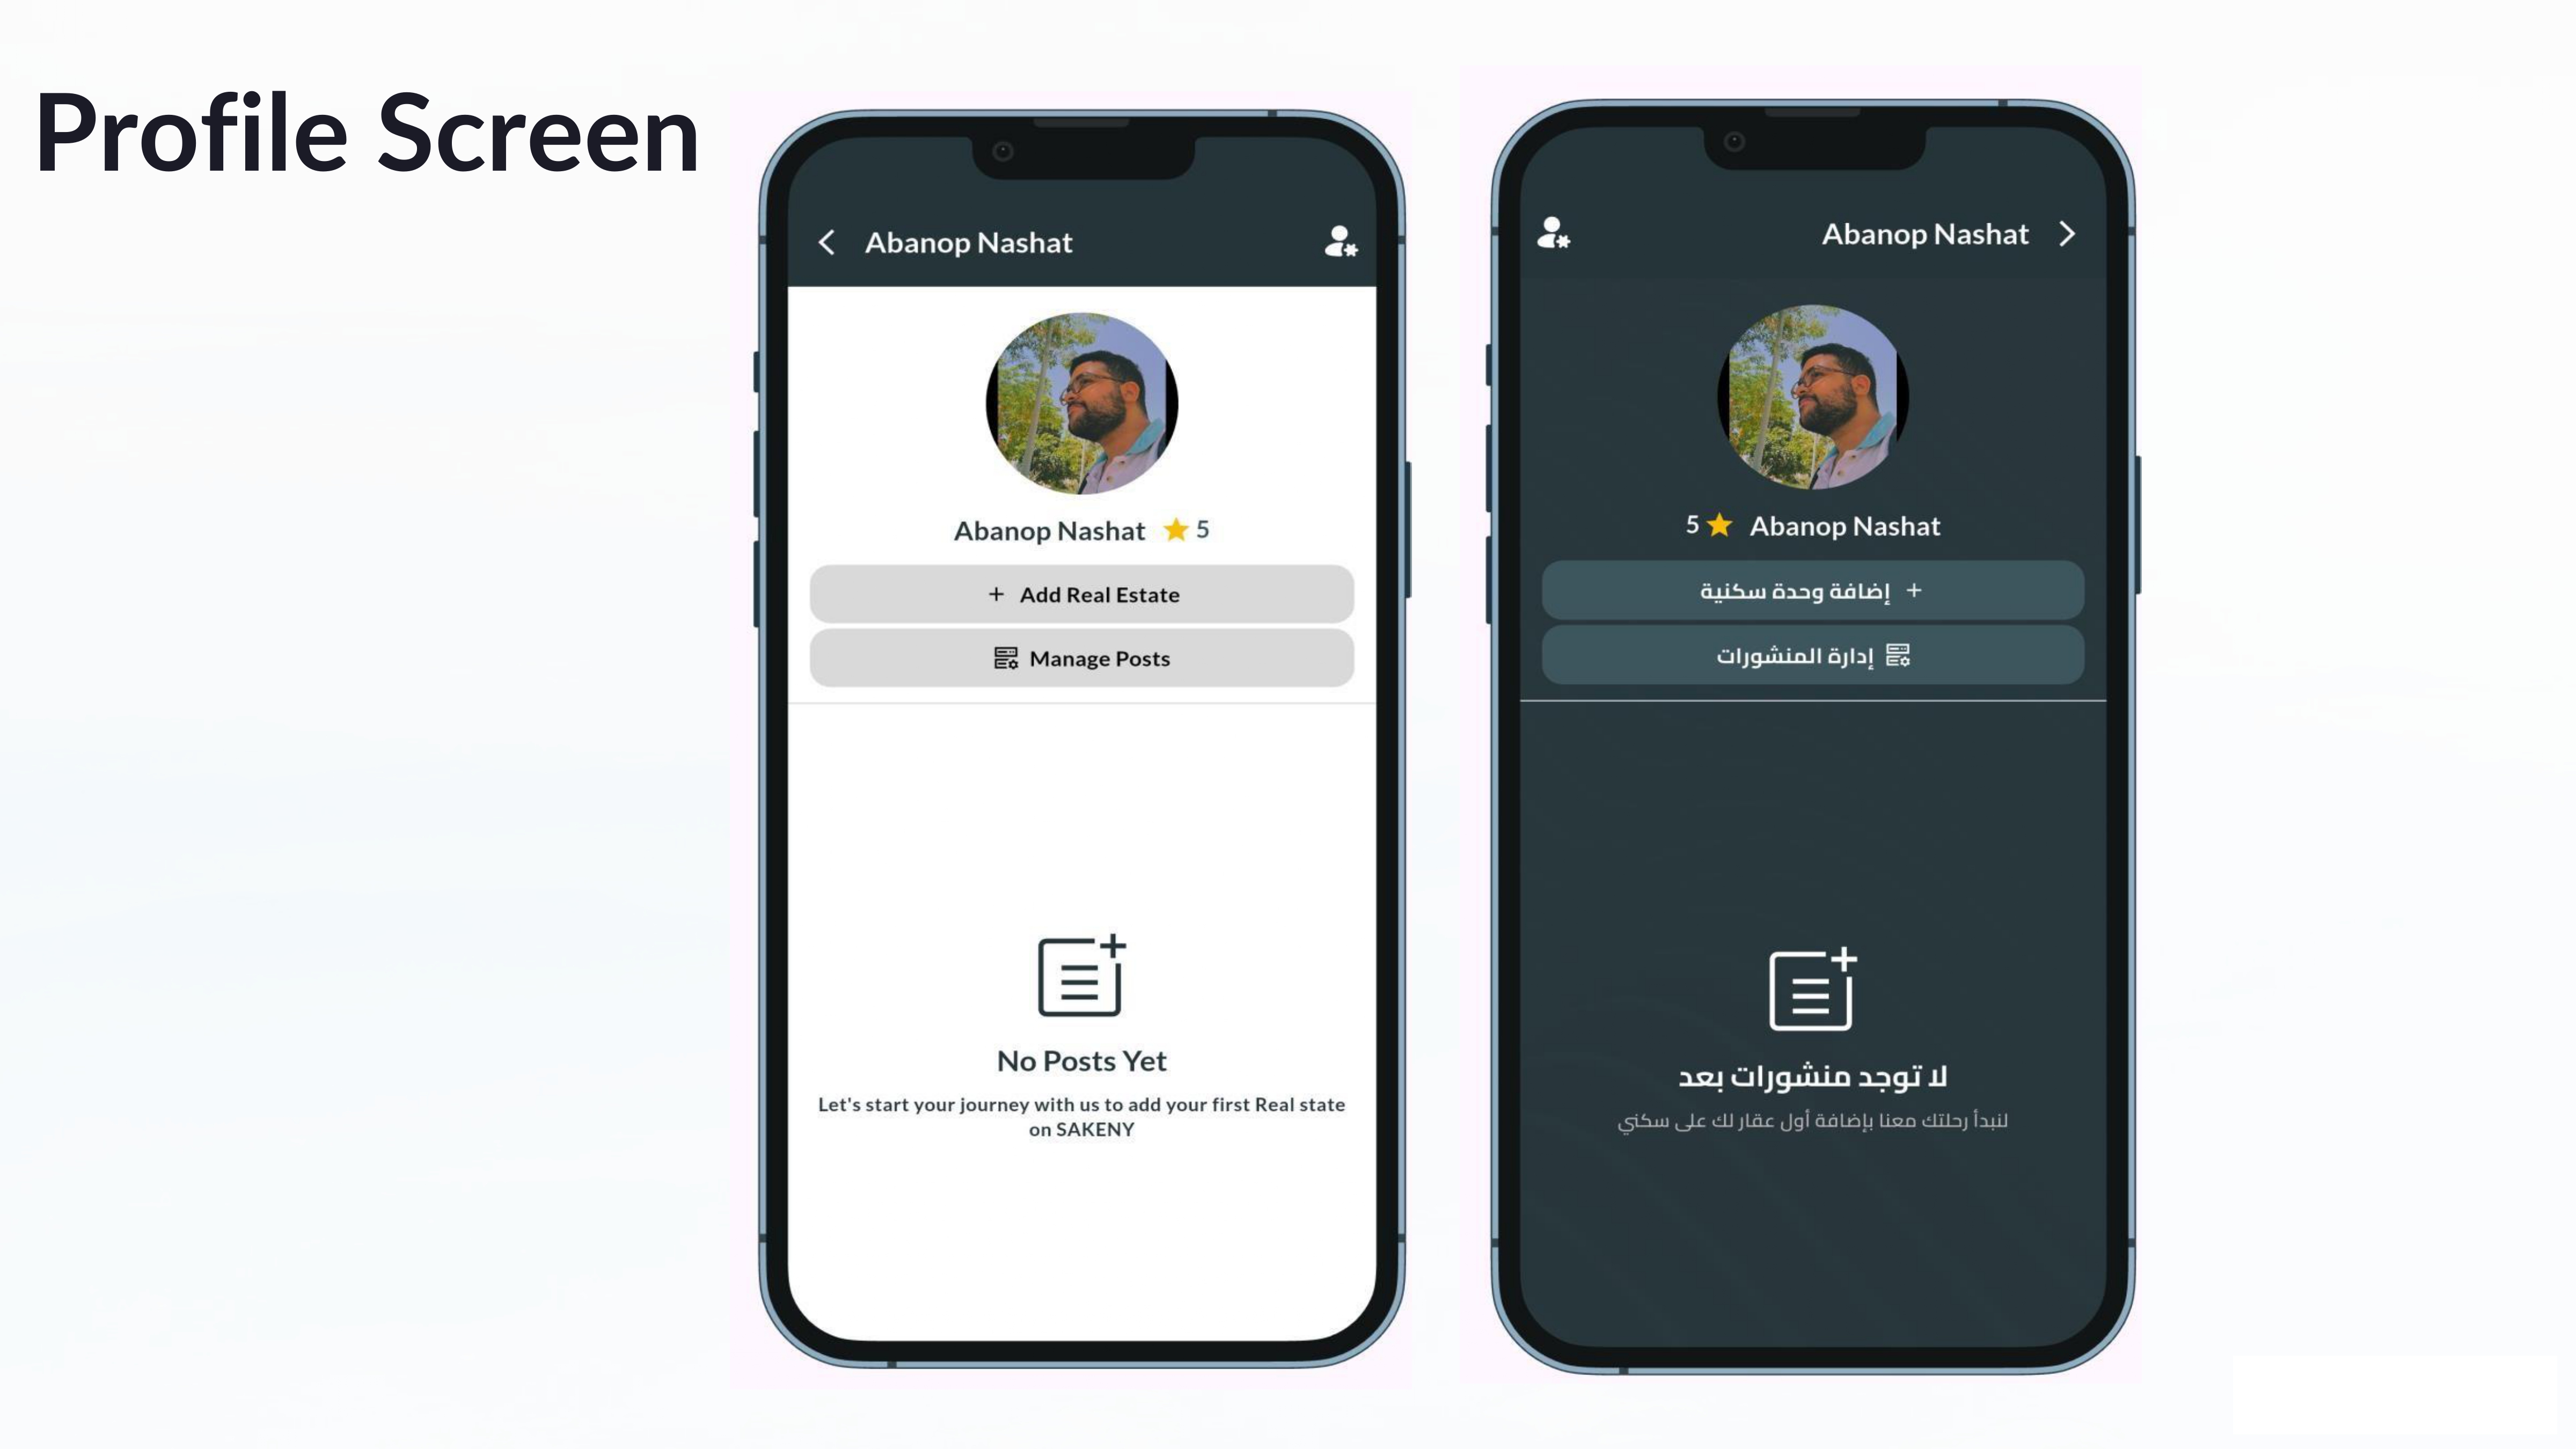 Profile Screen
Abanop Nashat
Abanop Nashat 5
+ Add Real Estate
Manage Posts
No Posts Yet
Let's start your journey with us to add your first Real state
on SAKENY
Abanop Nashat
5 Abanop Nashat
+ إضافة وحدة سكنية
إدارة المنشورات
لا توجد منشورات بعد
لنبدأ رحلتك معنا بإضافة أول عقار لك على سكني